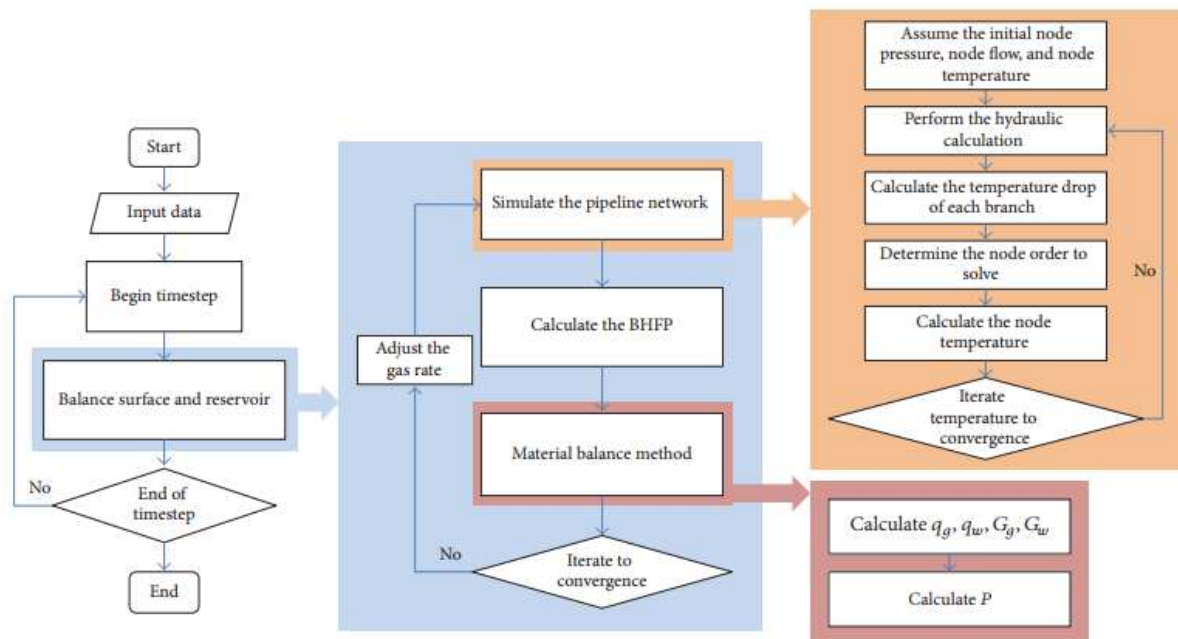 Start
Input data
Begin timestep
Balance surface and reservoir
No
End of
timestep
End
Simulate the pipeline network
Calculate the BHFP
Adjust the
gas rate
Material balance method
No
Iterate to
convergence
Assume the initial node
pressure, node flow, and node
temperature
Perform the hydraulic
calculation
Calculate the temperature drop
of each branch
Determine the node order to
solve
No
Calculate the node
temperature
Iterate
temperature to
convergence
Calculate q_g, q_w, G_g, G_w
Calculate P